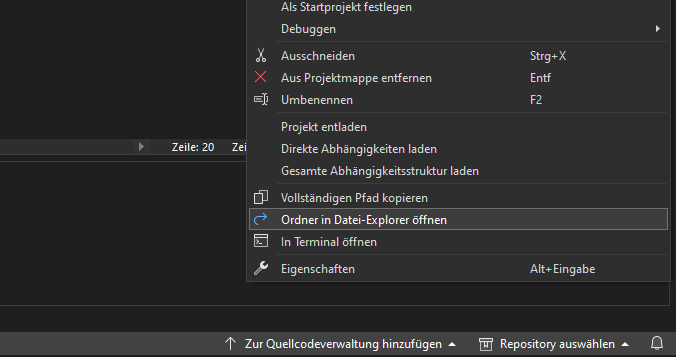 Als Startprojekt festlegen
Debuggen
Ausschneiden Strg+X
Aus Projektmappe entfernen Entf
Umbenennen F2
Projekt entladen
Direkte Abhängigkeiten laden
Zeile: 20 Zei
Gesamte Abhängigkeitsstruktur laden
Vollständigen Pfad kopieren
Ordner in Datei-Explorer öffnen
In Terminal öffnen
Eigenschaften Alt+Eingabe
Zur Quellcodeverwaltung hinzufügen Repository auswählen